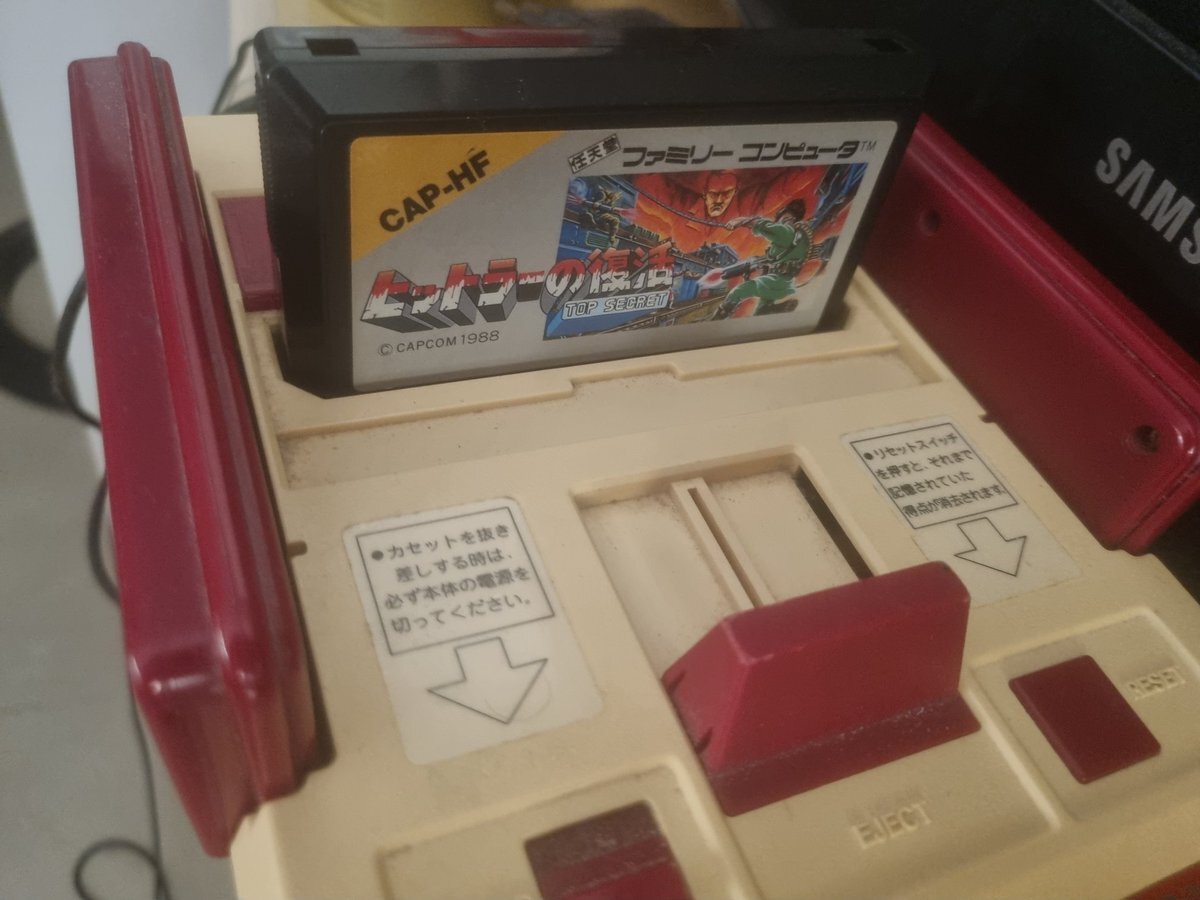 SAMS
CAP-HF
任天堂 ファミリー コンピュータ TM
ヒットラーの復活
TOP SECRET
© CAPCOM 1988
●カセットを抜き
差しする時は、
必ず本体の電源を
切ってください。
●リセットスイッチ
を押すと、それまで
記憶されていた
得点が消去されます。
RESET
EJECT